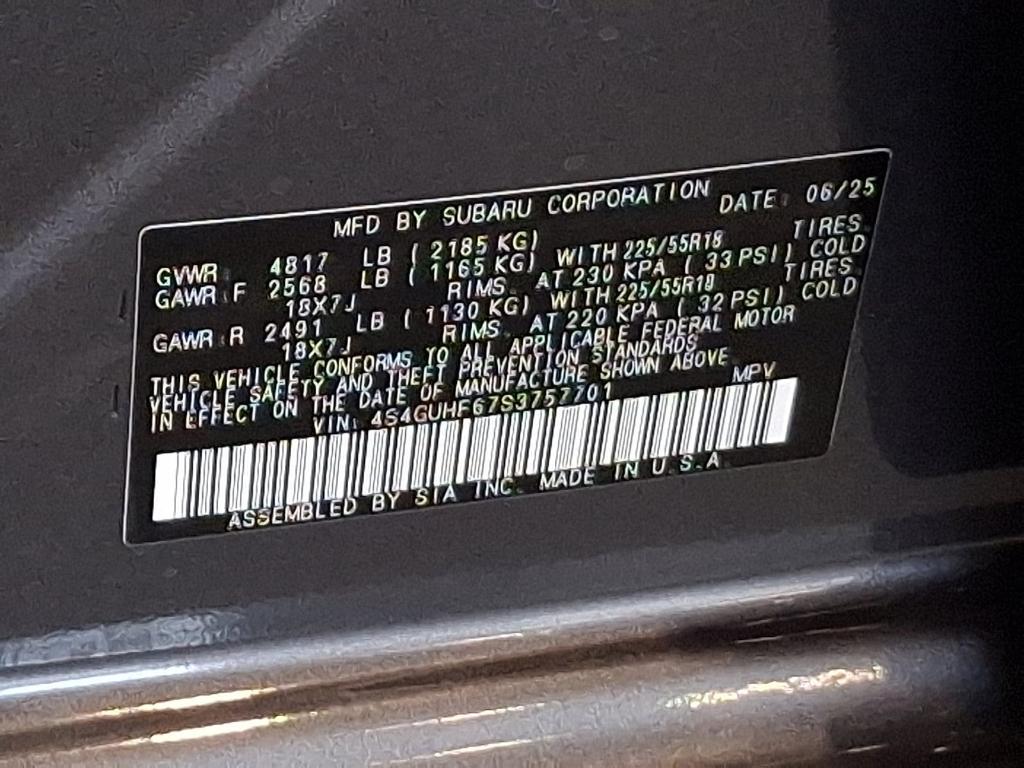 MFD BY SUBARU CORPORATION DATE: 06/25
GVWR: 4817 LB ( 2185 KG)
GAWR:F 2568 LB ( 1165 KG) WITH 225/55R18 TIRES.
18X7J RIMS. AT 230 KPA ( 33 PSI) COLD
GAWR:R 2491 LB ( 1130 KG) WITH 225/55R18 TIRES.
18X7J RIMS. AT 220 KPA ( 32 PSI) COLD
THIS VEHICLE CONFORMS TO ALL APPLICABLE FEDERAL MOTOR
VEHICLE SAFETY AND THEFT PREVENTION STANDARDS
IN EFFECT ON THE DATE OF MANUFACTURE SHOWN ABOVE.
VIN: 4S4GUHF67S3757701 MPV
ASSEMBLED BY SIA INC. MADE IN U.S.A.